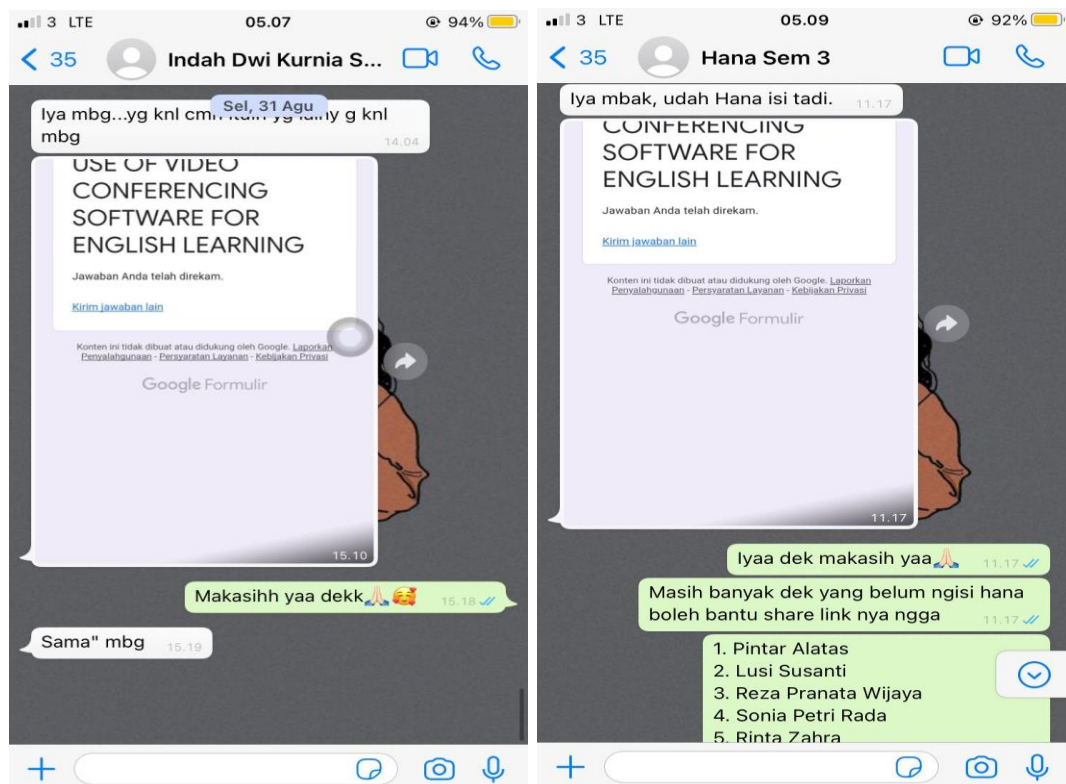 3 LTE
05.07
94%
35
Indah Dwi Kurnia S...
Sel, 31 Agu
Iya mbg...yg knl cmn
mbg
14.04
USE OF VIDEO
CONFERENCING
SOFTWARE FOR
ENGLISH LEARNING
Jawaban Anda telah direkam.
Kirim jawaban lain
Konten ini tidak dibuat atau didukung oleh Google. Laporkan
Penyalahgunaan - Persyaratan Layanan - Kebijakan Privasi
Google Formulir
15.10
Makasihh yaa dekk🙏🏻🥰
15.18
Sama" mbg
15.19
3 LTE
05.09
92%
35
Hana Sem 3
Iya mbak, udah Hana isi tadi.
11.17
CONFERENCING
SOFTWARE FOR
ENGLISH LEARNING
Jawaban Anda telah direkam.
Kirim jawaban lain
Konten ini tidak dibuat atau didukung oleh Google. Laporkan
Penyalahgunaan - Persyaratan Layanan - Kebijakan Privasi
Google Formulir
11.17
Iyaa dek makasih yaa🙏🏻
11.17
Masih banyak dek yang belum ngisi hana
boleh bantu share link nya ngga
11.17
1. Pintar Alatas
2. Lusi Susanti
3. Reza Pranata Wijaya
4. Sonia Petri Rada
5. Rinta Zahra